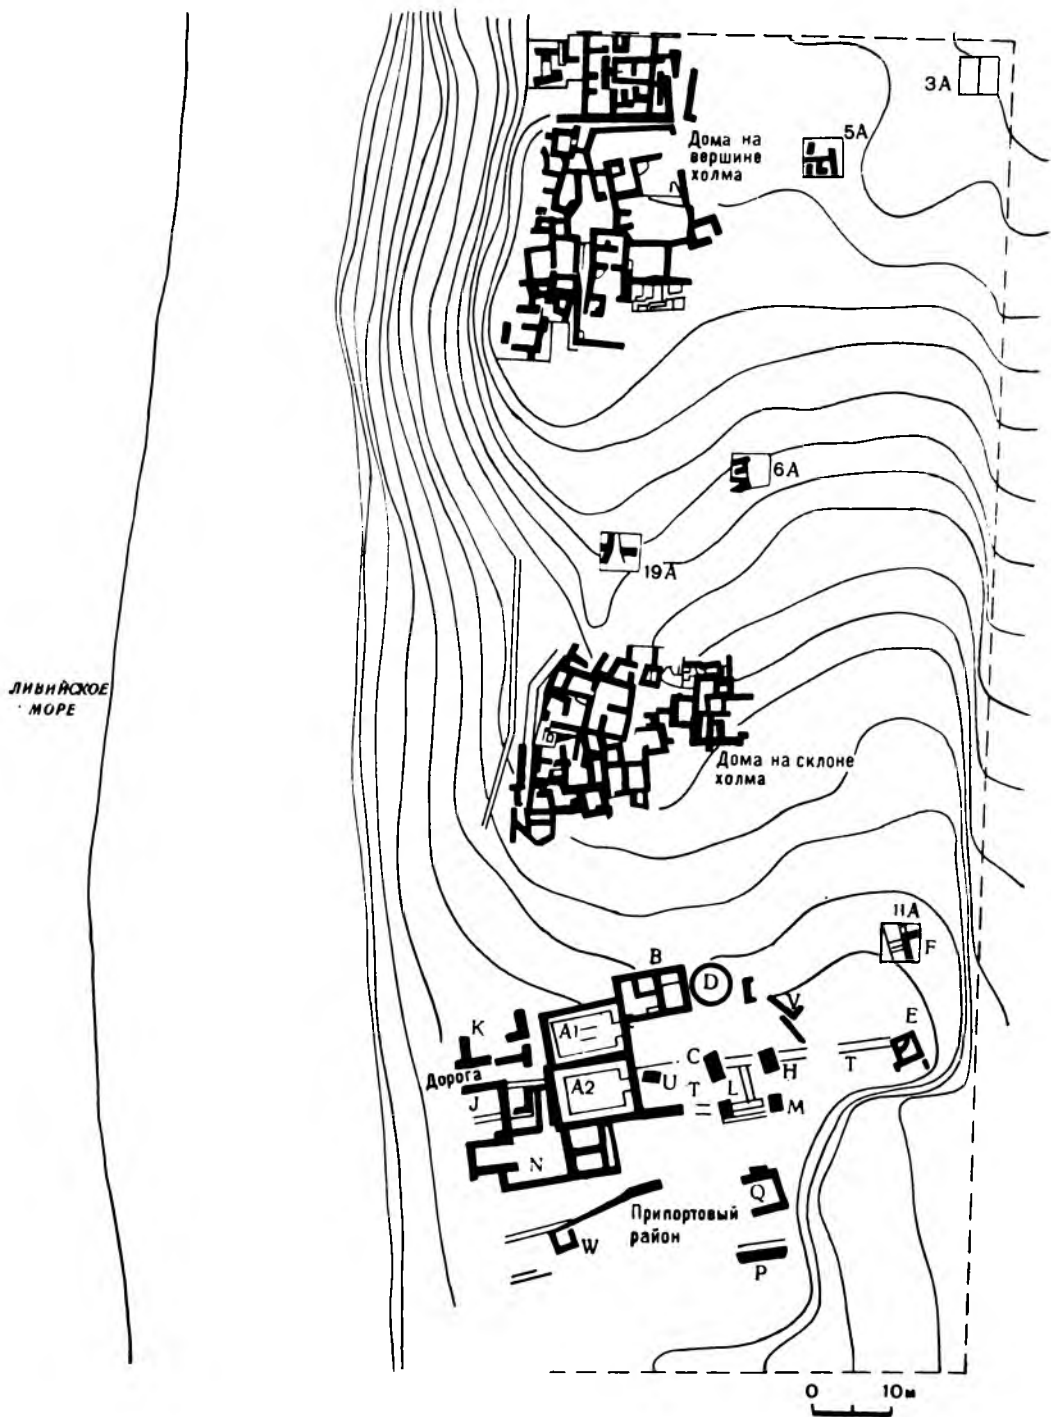 3А
5А
Дома на
вершине
холма
6А
19А
ЛИВИЙСКОЕ
МОРЕ
Дома на склоне
холма
11А
F
B
D
V
E
K
A1
Дорога
C
H
T
A2
U
L
J
T
M
N
Q
Припортовый
район
W
P
0 10м